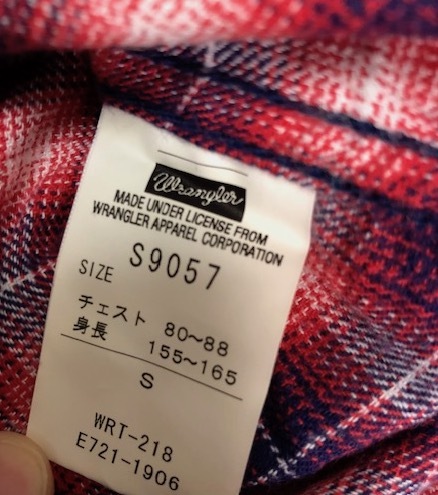 Wrangler
MADE UNDER LICENSE FROM
WRANGLER APPAREL CORPORATION
S9057
SIZE
チェスト 80~88
身長 155~165
S
WRT-218
E721-1906